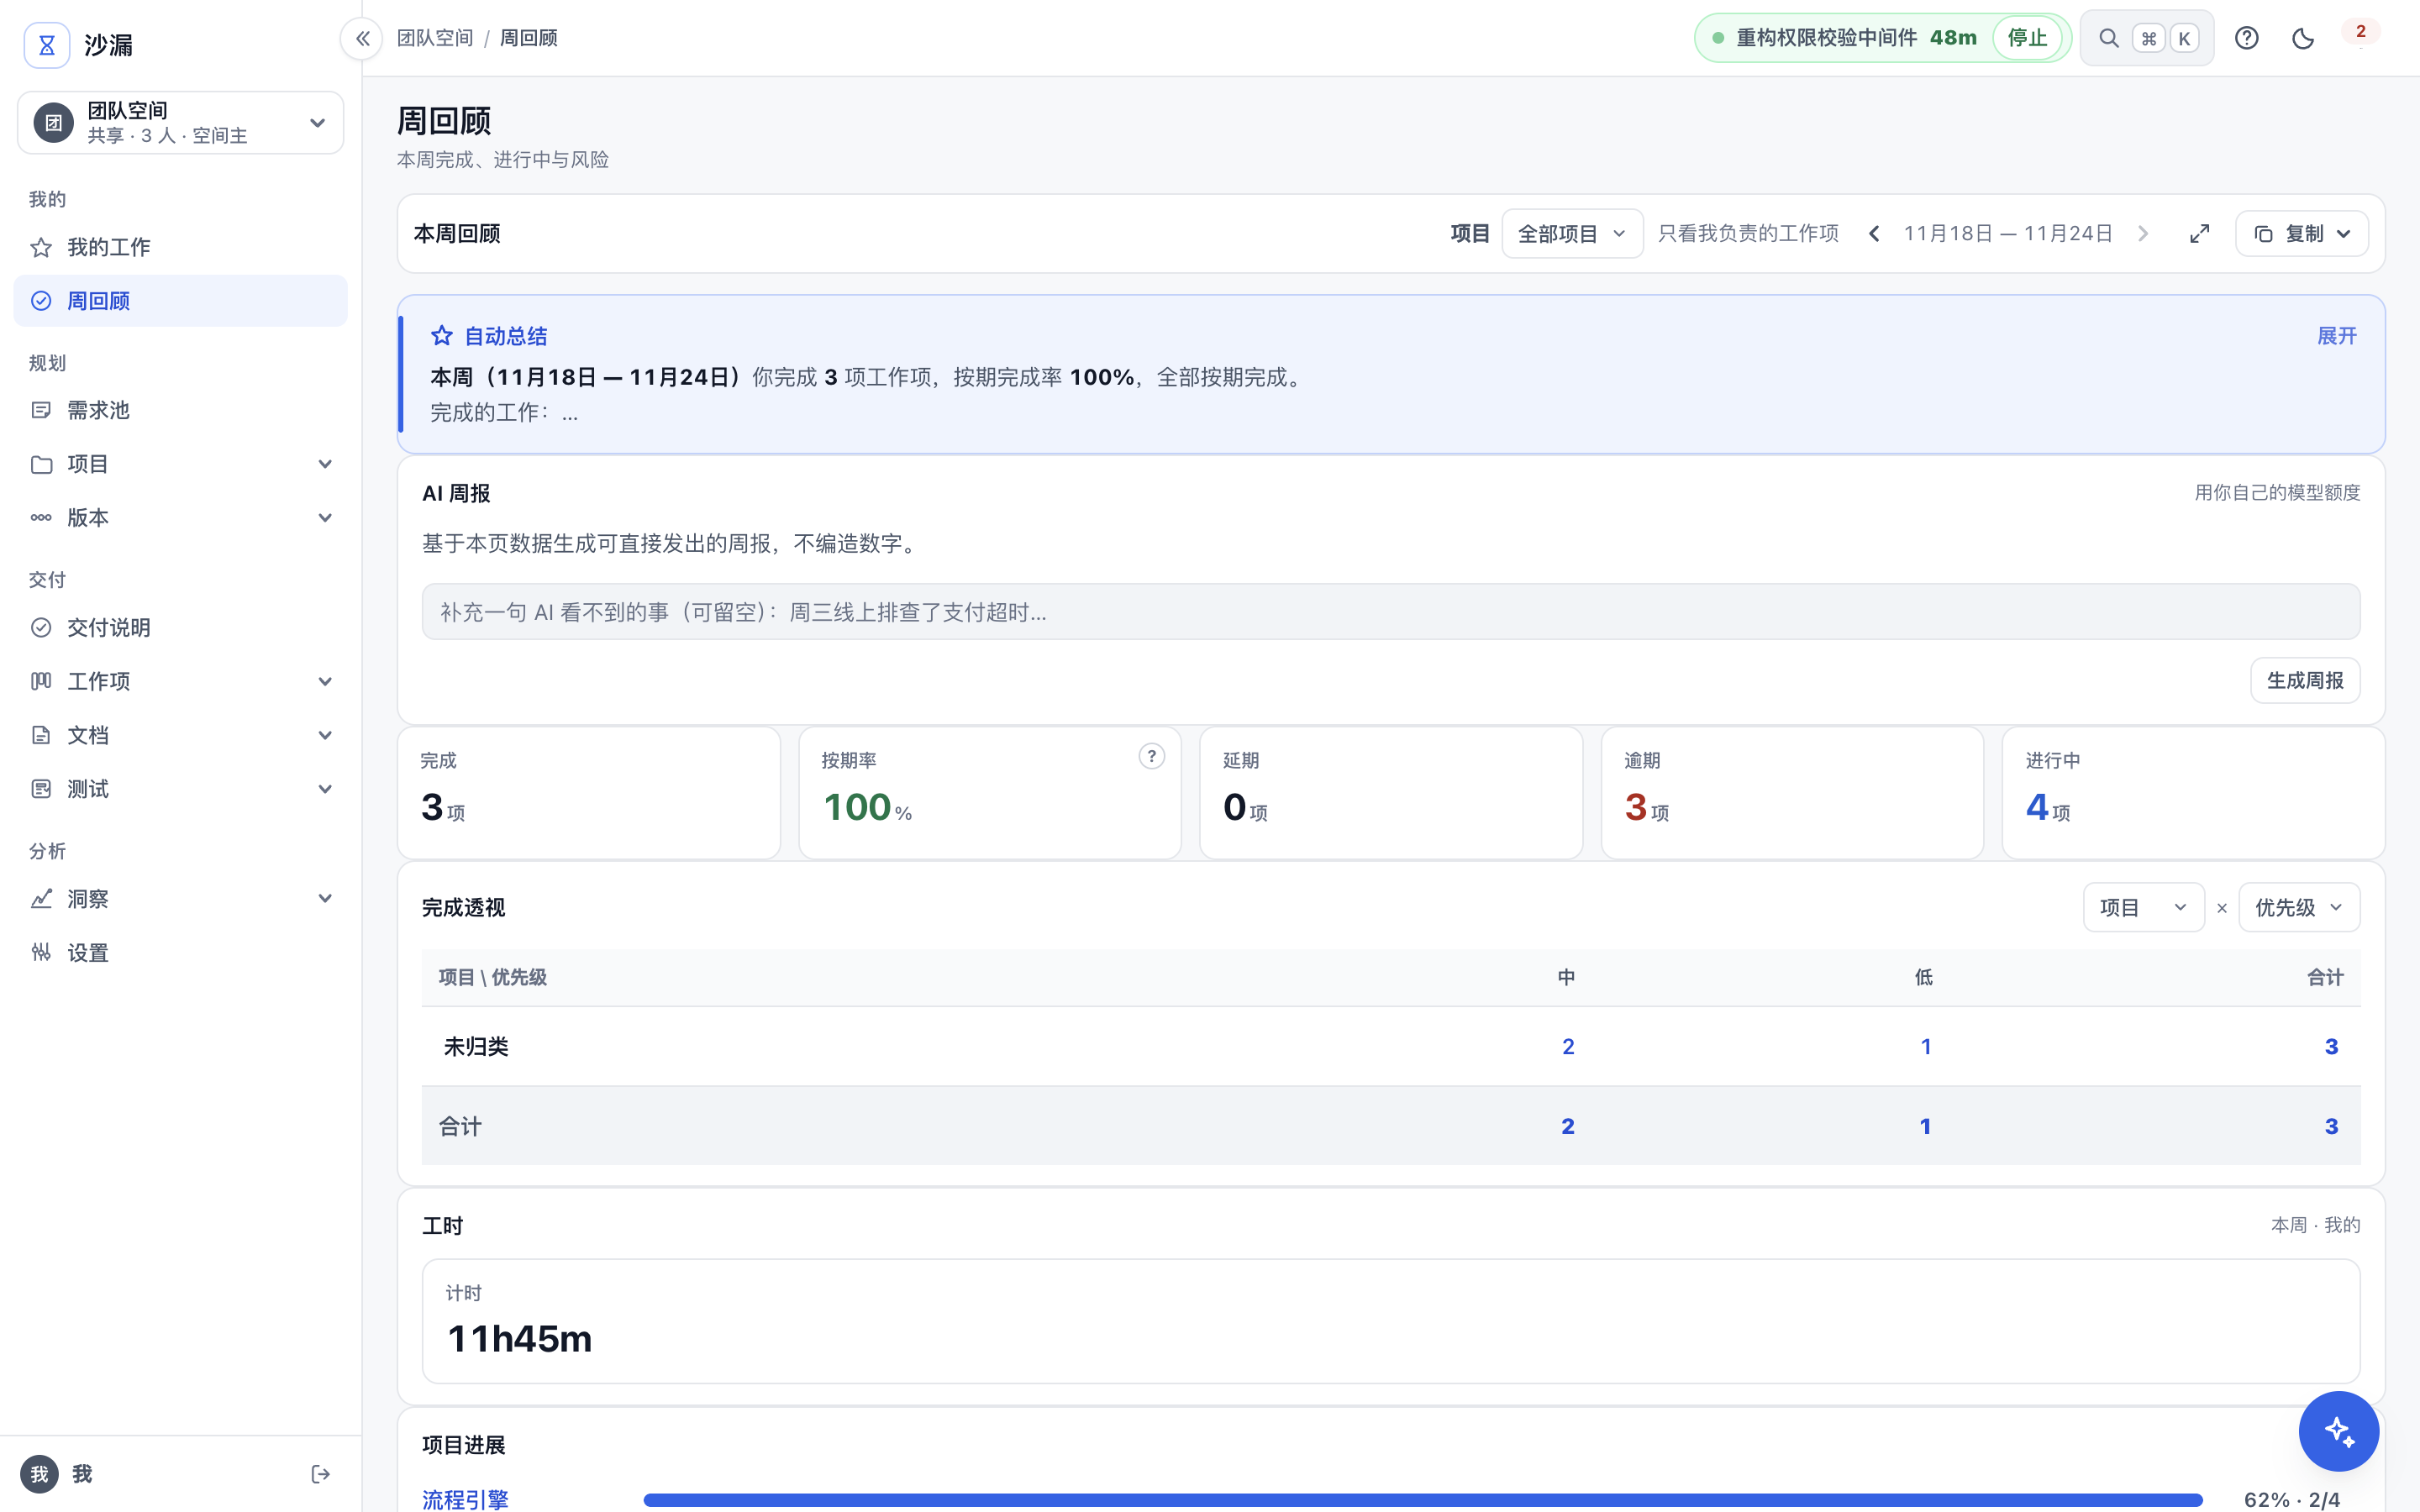 沙漏
团队空间 / 周回顾
重构权限校验中间件 48m 停止
⌘ K
2
团 团队空间
共享 · 3 人 · 空间主
我的
我的工作
周回顾
规划
需求池
项目
版本
交付
交付说明
工作项
文档
测试
分析
洞察
设置
我 我
周回顾
本周完成、进行中与风险
本周回顾
项目 全部项目 只看我负责的工作项 11月18日 — 11月24日 复制
自动总结 展开
本周（11月18日 — 11月24日）你完成 3 项工作项，按期完成率 100%，全部按期完成。
完成的工作：...
AI 周报 用你自己的模型额度
基于本页数据生成可直接发出的周报，不编造数字。
补充一句 AI 看不到的事（可留空）：周三线上排查了支付超时...
生成周报
完成
3 项
按期率 ?
100 %
延期
0 项
逾期
3 项
进行中
4 项
完成透视 项目 × 优先级
项目 \ 优先级 中 低 合计
未归类 2 1 3
合计 2 1 3
工时 本周 · 我的
计时
11h45m
项目进展
流程引擎 62% · 2/4